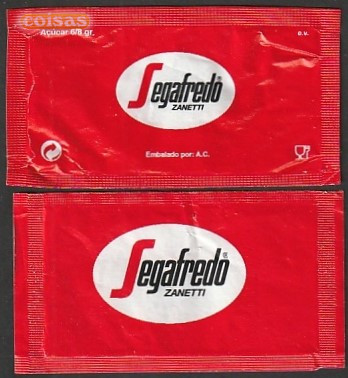 coisas
Açúcar 6/8 gr.
e.v.
Segafredo®
ZANETTI
Embalado por: A.C.
Segafredo®
ZANETTI